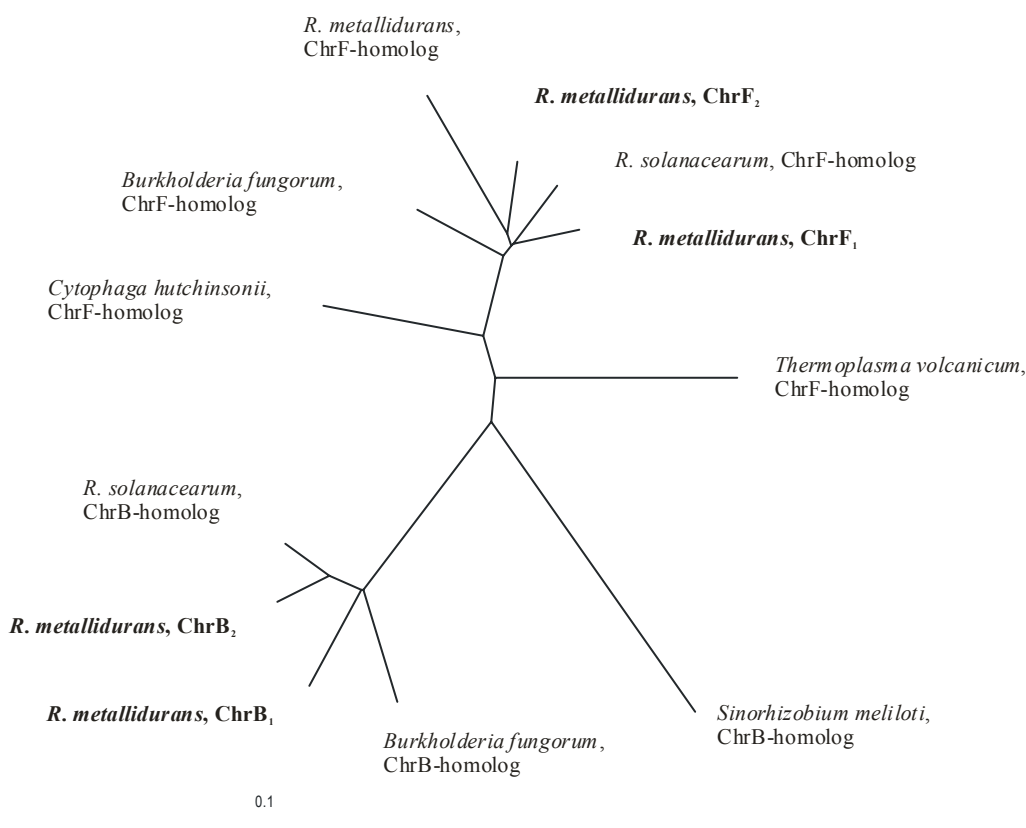 R. metallidurans,
ChrF-homolog
R. metallidurans, ChrF₂
R. solanacearum, ChrF-homolog
Burkholderia fungorum,
ChrF-homolog
R. metallidurans, ChrF₁
Cytophaga hutchinsonii,
ChrF-homolog
Thermoplasma volcanicum,
ChrF-homolog
R. solanacearum,
ChrB-homolog
R. metallidurans, ChrB₂
R. metallidurans, ChrB₁
Sinorhizobium meliloti,
ChrB-homolog
Burkholderia fungorum,
ChrB-homolog
0.1